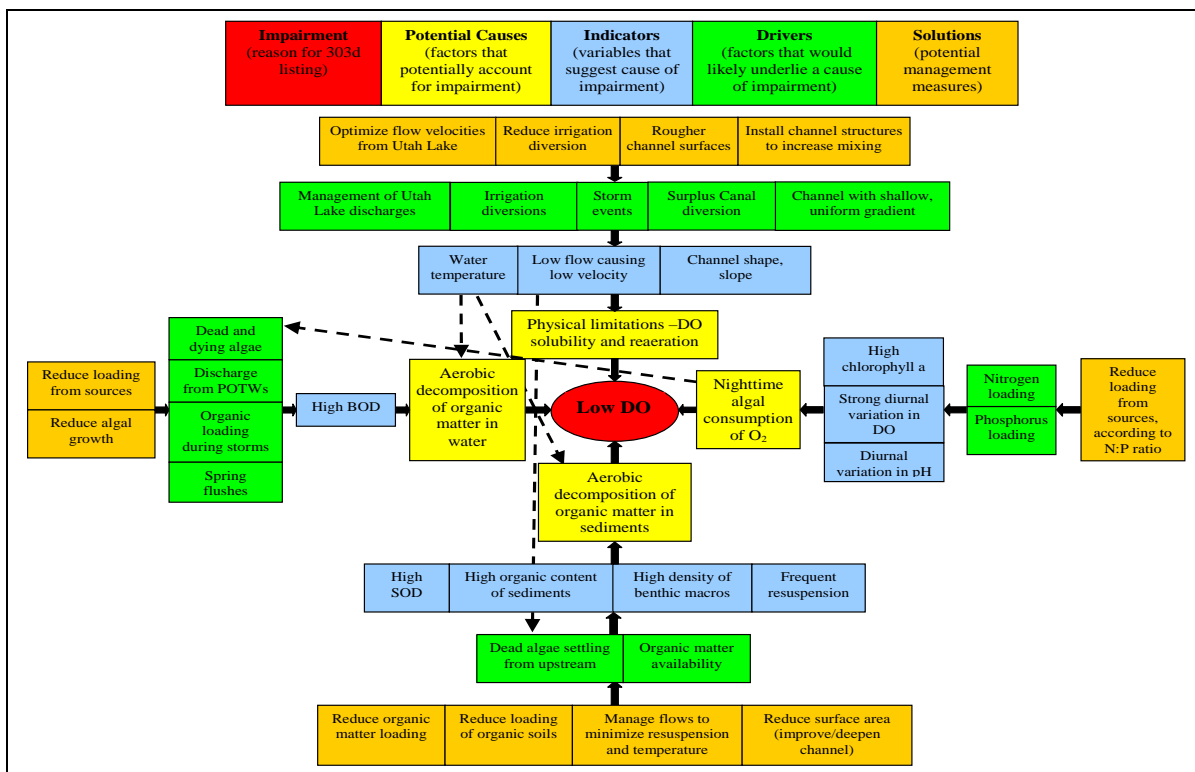 Impairment
(reason for 303d
listing)
Potential Causes
(factors that
potentially account
for impairment)
Indicators
(variables that
suggest cause of
impairment)
Drivers
(factors that would
likely underlie a cause
of impairment)
Solutions
(potential
management
measures)
Optimize flow velocities
from Utah Lake
Reduce irrigation
diversion
Rougher
channel surfaces
Install channel structures
to increase mixing
Management of Utah
Lake discharges
Irrigation
diversions
Storm
events
Surplus Canal
diversion
Channel with shallow,
uniform gradient
Water
temperature
Low flow causing
low velocity
Channel shape,
slope
Physical limitations –DO
solubility and reaeration
Reduce loading
from sources
Reduce algal
growth
Dead and
dying algae
Discharge
from POTWs
Organic
loading
during storms
Spring
flushes
High BOD
Aerobic
decomposition
of organic
matter in
water
Low DO
Nighttime
algal
consumption
of O₂
High
chlorophyll a
Strong diurnal
variation in
DO
Diurnal
variation in pH
Nitrogen
loading
Phosphorus
loading
Reduce
loading
from
sources,
according to
N:P ratio
Aerobic
decomposition of
organic matter in
sediments
High
SOD
High organic content
of sediments
High density of
benthic macros
Frequent
resuspension
Dead algae settling
from upstream
Organic matter
availability
Reduce organic
matter loading
Reduce loading
of organic soils
Manage flows to
minimize resuspension
and temperature
Reduce surface area
(improve/deepen
channel)